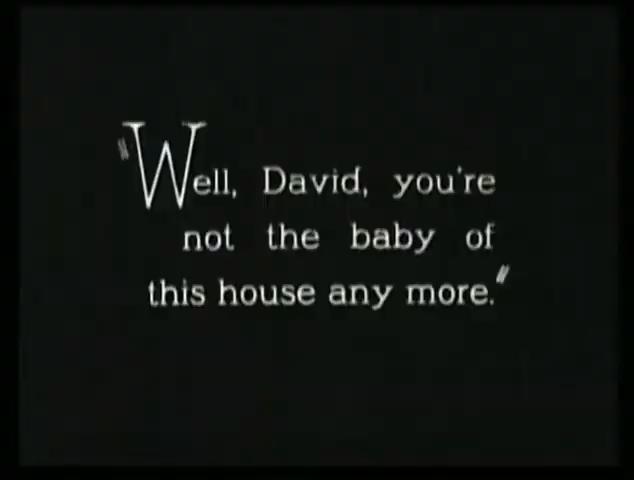 "Well, David, you're
not the baby of
this house any more."